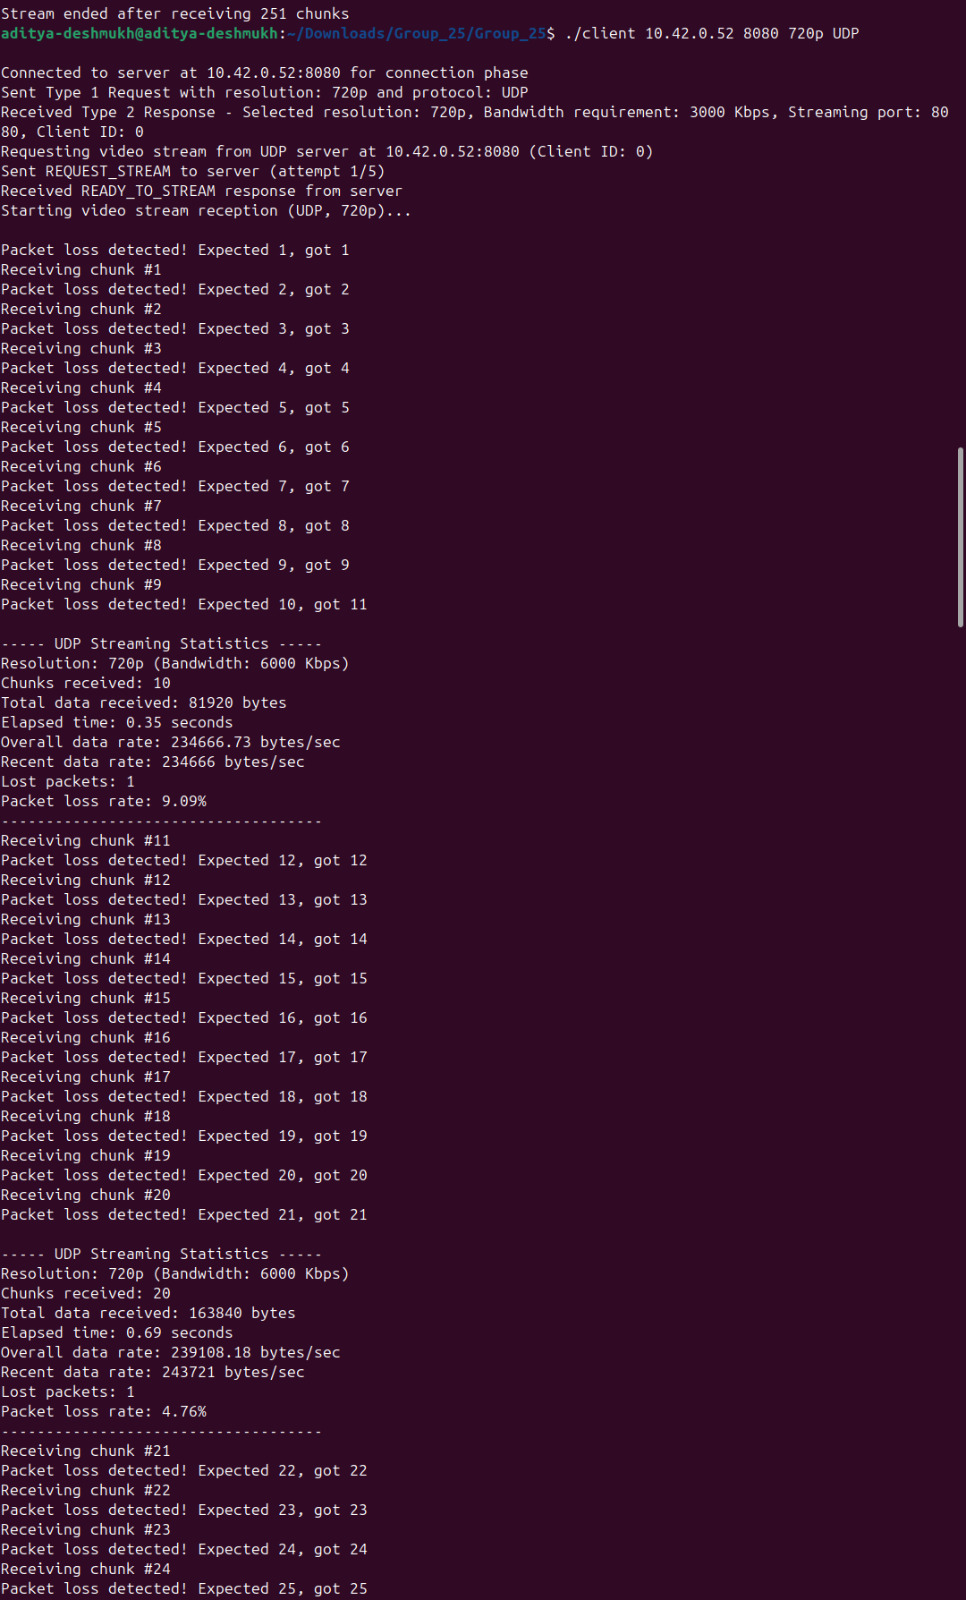 Stream ended after receiving 251 chunks
aditya-deshmukh@aditya-deshmukh:~/Downloads/Group_25/Group_25$ ./client 10.42.0.52 8080 720p UDP
Connected to server at 10.42.0.52:8080 for connection phase
Sent Type 1 Request with resolution: 720p and protocol: UDP
Received Type 2 Response - Selected resolution: 720p, Bandwidth requirement: 3000 Kbps, Streaming port: 80
80, Client ID: 0
Requesting video stream from UDP server at 10.42.0.52:8080 (Client ID: 0)
Sent REQUEST_STREAM to server (attempt 1/5)
Received READY_TO_STREAM response from server
Starting video stream reception (UDP, 720p)...
Packet loss detected! Expected 1, got 1
Receiving chunk #1
Packet loss detected! Expected 2, got 2
Receiving chunk #2
Packet loss detected! Expected 3, got 3
Receiving chunk #3
Packet loss detected! Expected 4, got 4
Receiving chunk #4
Packet loss detected! Expected 5, got 5
Receiving chunk #5
Packet loss detected! Expected 6, got 6
Receiving chunk #6
Packet loss detected! Expected 7, got 7
Receiving chunk #7
Packet loss detected! Expected 8, got 8
Receiving chunk #8
Packet loss detected! Expected 9, got 9
Receiving chunk #9
Packet loss detected! Expected 10, got 11
----- UDP Streaming Statistics -----
Resolution: 720p (Bandwidth: 6000 Kbps)
Chunks received: 10
Total data received: 81920 bytes
Elapsed time: 0.35 seconds
Overall data rate: 234666.73 bytes/sec
Recent data rate: 234666 bytes/sec
Lost packets: 1
Packet loss rate: 9.09%
------------------------------------
Receiving chunk #11
Packet loss detected! Expected 12, got 12
Receiving chunk #12
Packet loss detected! Expected 13, got 13
Receiving chunk #13
Packet loss detected! Expected 14, got 14
Receiving chunk #14
Packet loss detected! Expected 15, got 15
Receiving chunk #15
Packet loss detected! Expected 16, got 16
Receiving chunk #16
Packet loss detected! Expected 17, got 17
Receiving chunk #17
Packet loss detected! Expected 18, got 18
Receiving chunk #18
Packet loss detected! Expected 19, got 19
Receiving chunk #19
Packet loss detected! Expected 20, got 20
Receiving chunk #20
Packet loss detected! Expected 21, got 21
----- UDP Streaming Statistics -----
Resolution: 720p (Bandwidth: 6000 Kbps)
Chunks received: 20
Total data received: 163840 bytes
Elapsed time: 0.69 seconds
Overall data rate: 239108.18 bytes/sec
Recent data rate: 243721 bytes/sec
Lost packets: 1
Packet loss rate: 4.76%
------------------------------------
Receiving chunk #21
Packet loss detected! Expected 22, got 22
Receiving chunk #22
Packet loss detected! Expected 23, got 23
Receiving chunk #23
Packet loss detected! Expected 24, got 24
Receiving chunk #24
Packet loss detected! Expected 25, got 25